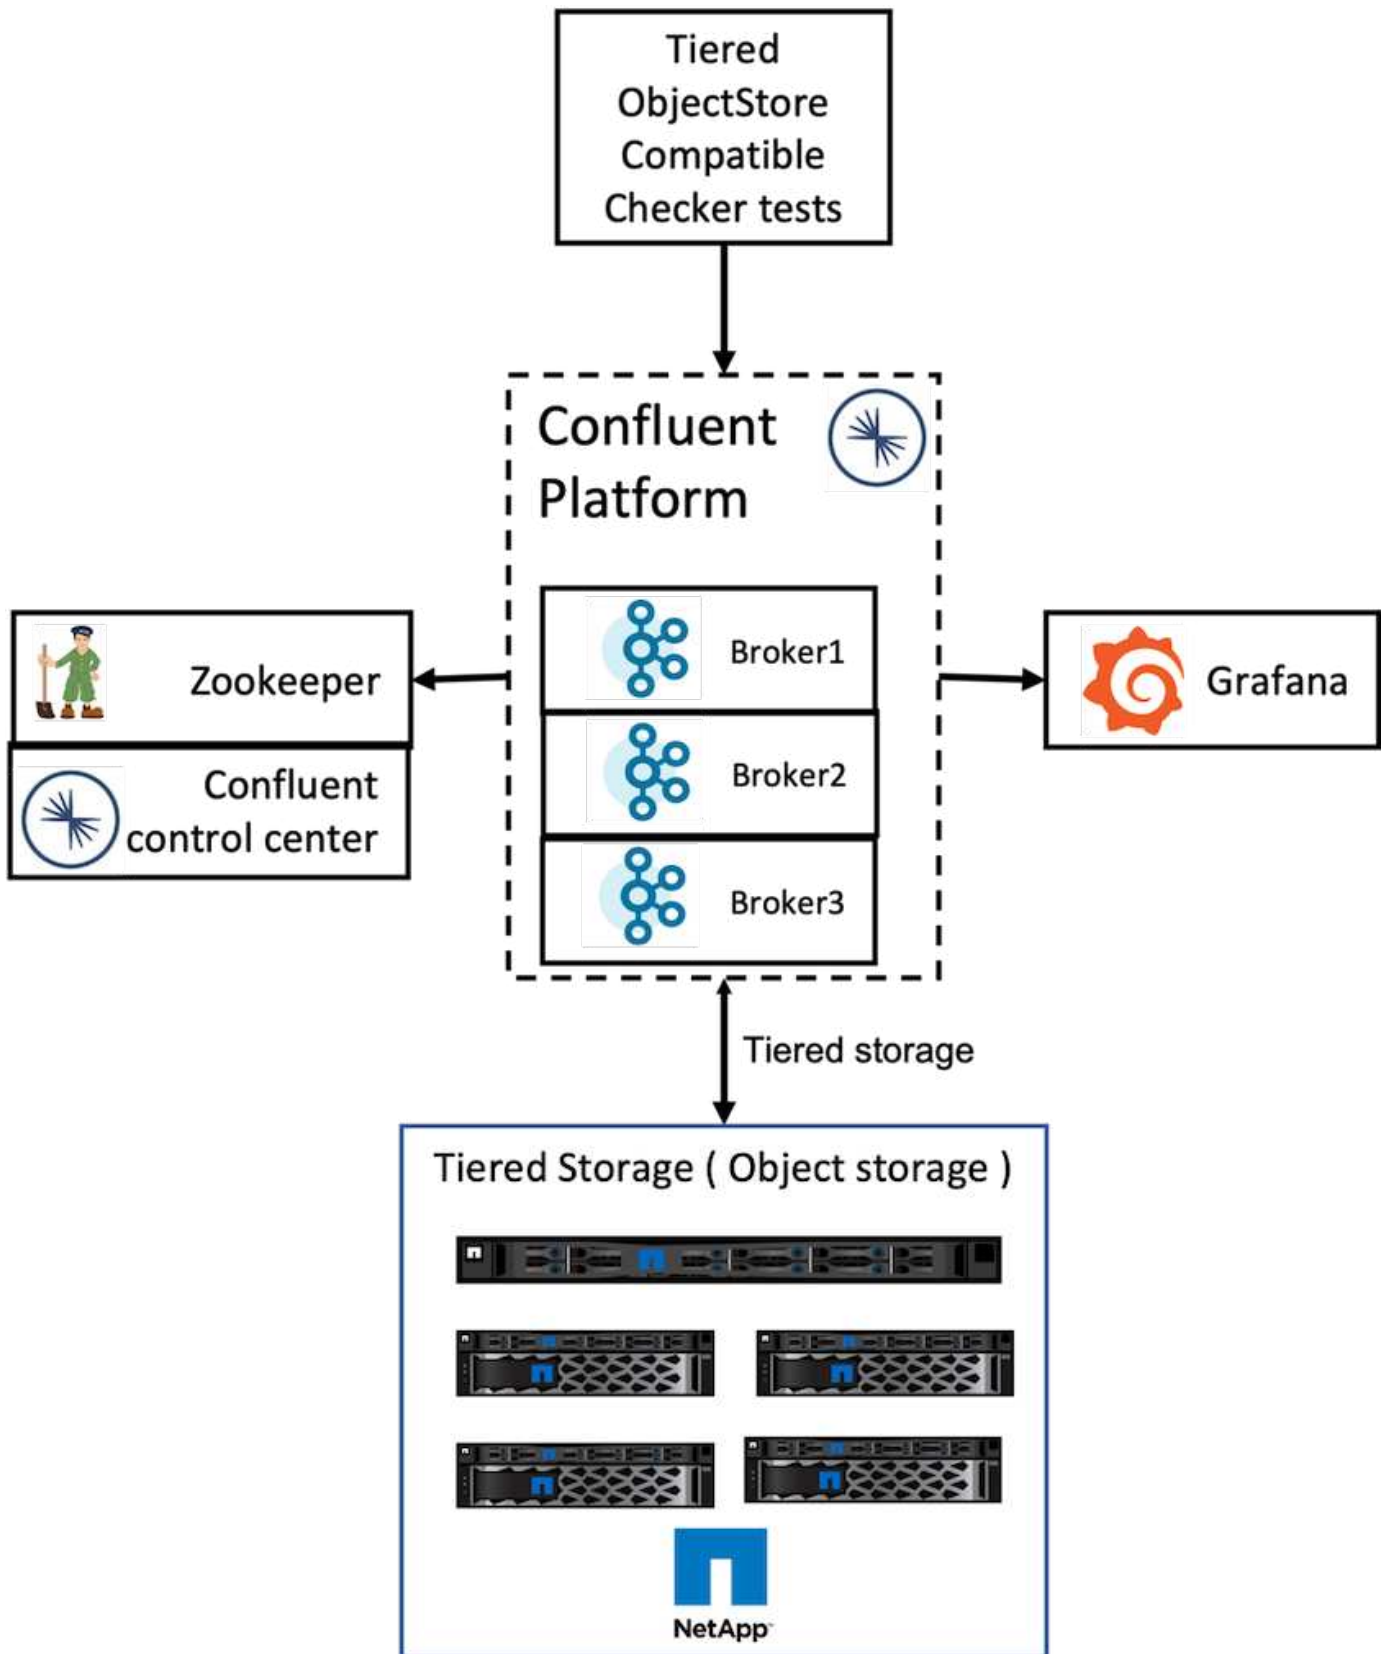 Tiered
ObjectStore
Compatible
Checker tests
Confluent
Platform
Broker1
Zookeeper
Grafana
Broker2
Confluent
control center
Broker3
Tiered storage
Tiered Storage ( Object storage )
NetApp™